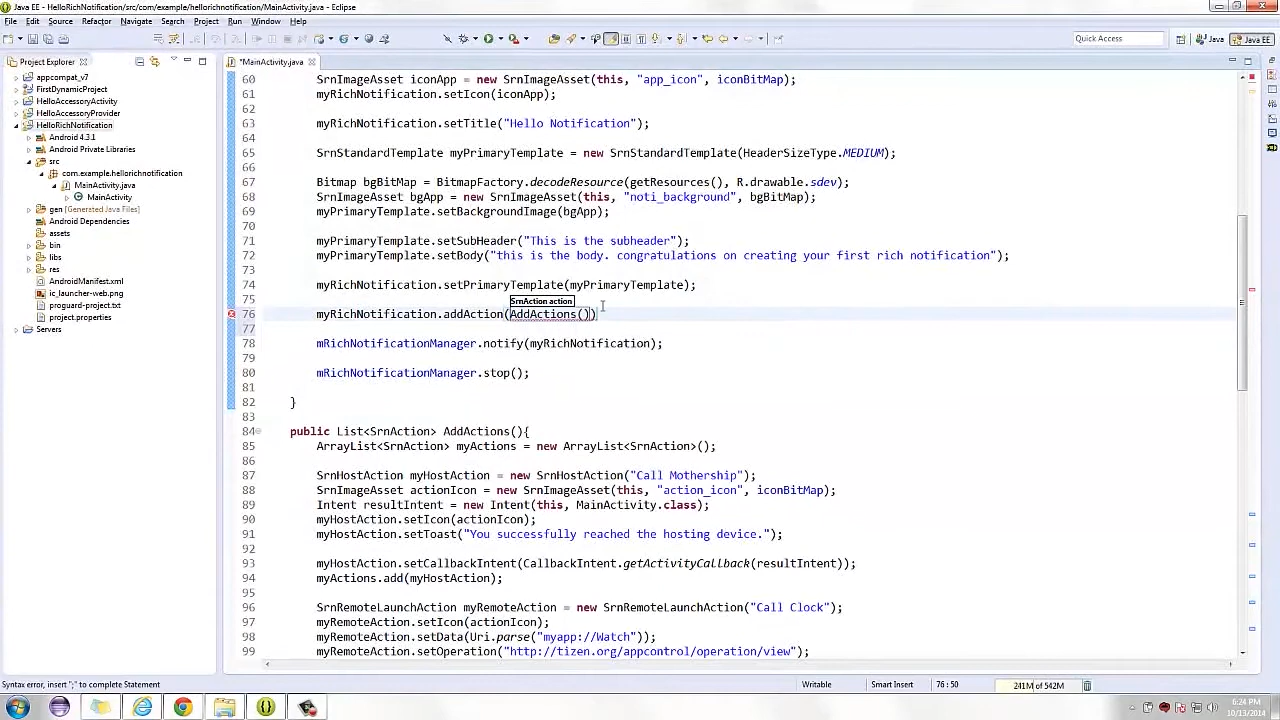 Java EE - HelloRichNotification/src/com/example/hellorichnotification/MainActivity.java - Eclipse
File Edit Source Refactor Navigate Search Project Run Window Help
Quick Access
Java
Java EE
Project Explorer
*MainActivity.java
appcompat_v7
FirstDynamicProject
HelloAccessoryActivity
HelloAccessoryProvider
HelloRichNotification
Android 4.3.1
Android Private Libraries
src
com.example.hellorichnotification
MainActivity.java
MainActivity
gen [Generated Java Files]
Android Dependencies
assets
bin
libs
res
AndroidManifest.xml
ic_launcher-web.png
proguard-project.txt
project.properties
Servers
60 SrnImageAsset iconApp = new SrnImageAsset(this, "app_icon", iconBitMap);
61 myRichNotification.setIcon(iconApp);
62
63 myRichNotification.setTitle("Hello Notification");
64
65 SrnStandardTemplate myPrimaryTemplate = new SrnStandardTemplate(HeaderSizeType.MEDIUM);
66
67 Bitmap bgBitMap = BitmapFactory.decodeResource(getResources(), R.drawable.sdev);
68 SrnImageAsset bgApp = new SrnImageAsset(this, "noti_background", bgBitMap);
69 myPrimaryTemplate.setBackgroundImage(bgApp);
70
71 myPrimaryTemplate.setSubHeader("This is the subheader");
72 myPrimaryTemplate.setBody("this is the body. congratulations on creating your first rich notification");
73
74 myRichNotification.setPrimaryTemplate(myPrimaryTemplate);
75
SrnAction action
76 myRichNotification.addAction(AddActions())
77
78 mRichNotificationManager.notify(myRichNotification);
79
80 mRichNotificationManager.stop();
81
82 }
83
84 public List<SrnAction> AddActions(){
85 ArrayList<SrnAction> myActions = new ArrayList<SrnAction>();
86
87 SrnHostAction myHostAction = new SrnHostAction("Call Mothership");
88 SrnImageAsset actionIcon = new SrnImageAsset(this, "action_icon", iconBitMap);
89 Intent resultIntent = new Intent(this, MainActivity.class);
90 myHostAction.setIcon(actionIcon);
91 myHostAction.setToast("You successfully reached the hosting device.");
92
93 myHostAction.setCallbackIntent(CallbackIntent.getActivityCallback(resultIntent));
94 myActions.add(myHostAction);
95
96 SrnRemoteLaunchAction myRemoteAction = new SrnRemoteLaunchAction("Call Clock");
97 myRemoteAction.setIcon(actionIcon);
98 myRemoteAction.setData(Uri.parse("myapp://Watch"));
99 myRemoteAction.setOperation("http://tizen.org/appcontrol/operation/view");
Syntax error, insert ";" to complete Statement
Writable
Smart Insert
76 : 50
241M of 542M
6:24 PM
10/13/2014